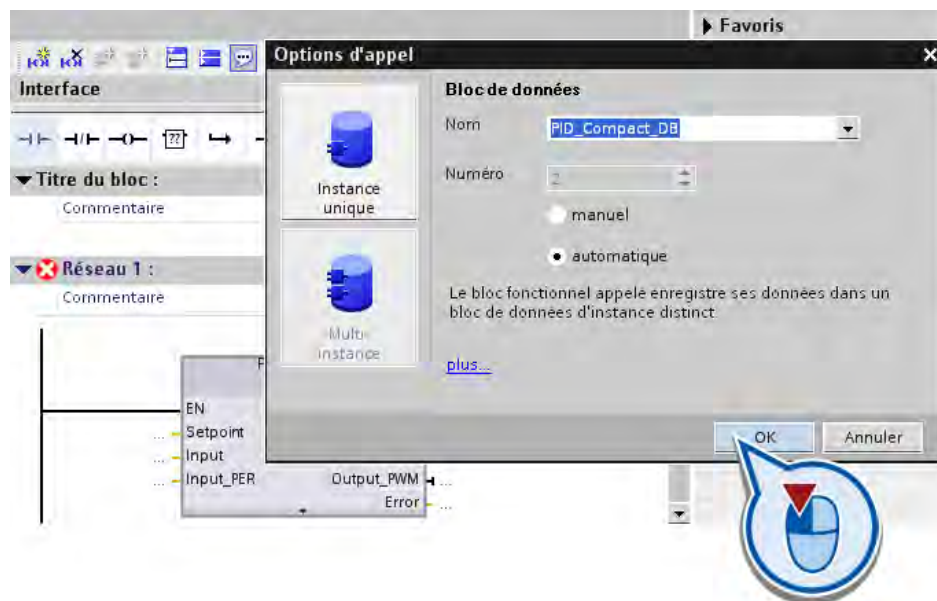 Favoris
Options d'appel
Interface
Bloc de données
Nom
PID_Compact_DB
Numéro
2
Instance
unique
manuel
automatique
Titre du bloc :
Commentaire
Réseau 1 :
Commentaire
Le bloc fonctionnel appelé enregistre ses données dans un
bloc de données d'instance distinct
Multi-
instance
plus...
OK
Annuler
P
EN
... Setpoint
... Input
... Input_PER
Output_PWM ...
Error ...
??